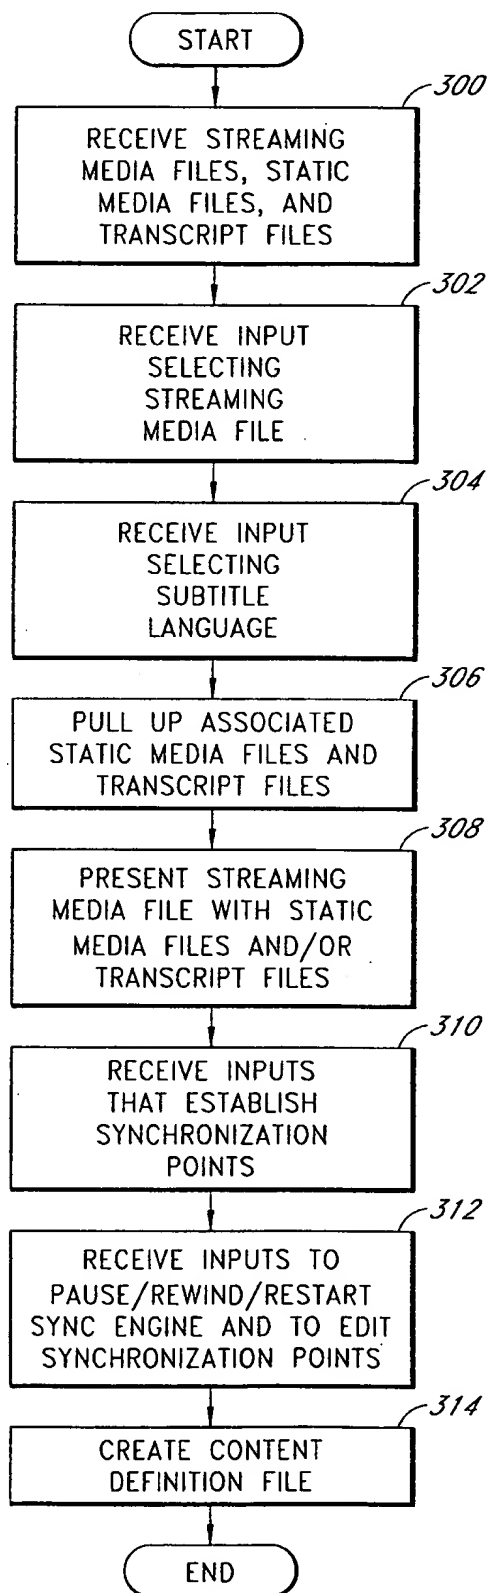 START
300
RECEIVE STREAMING
MEDIA FILES, STATIC
MEDIA FILES, AND
TRANSCRIPT FILES
302
RECEIVE INPUT
SELECTING
STREAMING
MEDIA FILE
304
RECEIVE INPUT
SELECTING
SUBTITLE
LANGUAGE
306
PULL UP ASSOCIATED
STATIC MEDIA FILES AND
TRANSCRIPT FILES
308
PRESENT STREAMING
MEDIA FILE WITH STATIC
MEDIA FILES AND/OR
TRANSCRIPT FILES
310
RECEIVE INPUTS
THAT ESTABLISH
SYNCHRONIZATION
POINTS
312
RECEIVE INPUTS TO
PAUSE/REWIND/RESTART
SYNC ENGINE AND TO EDIT
SYNCHRONIZATION POINTS
314
CREATE CONTENT
DEFINITION FILE
END